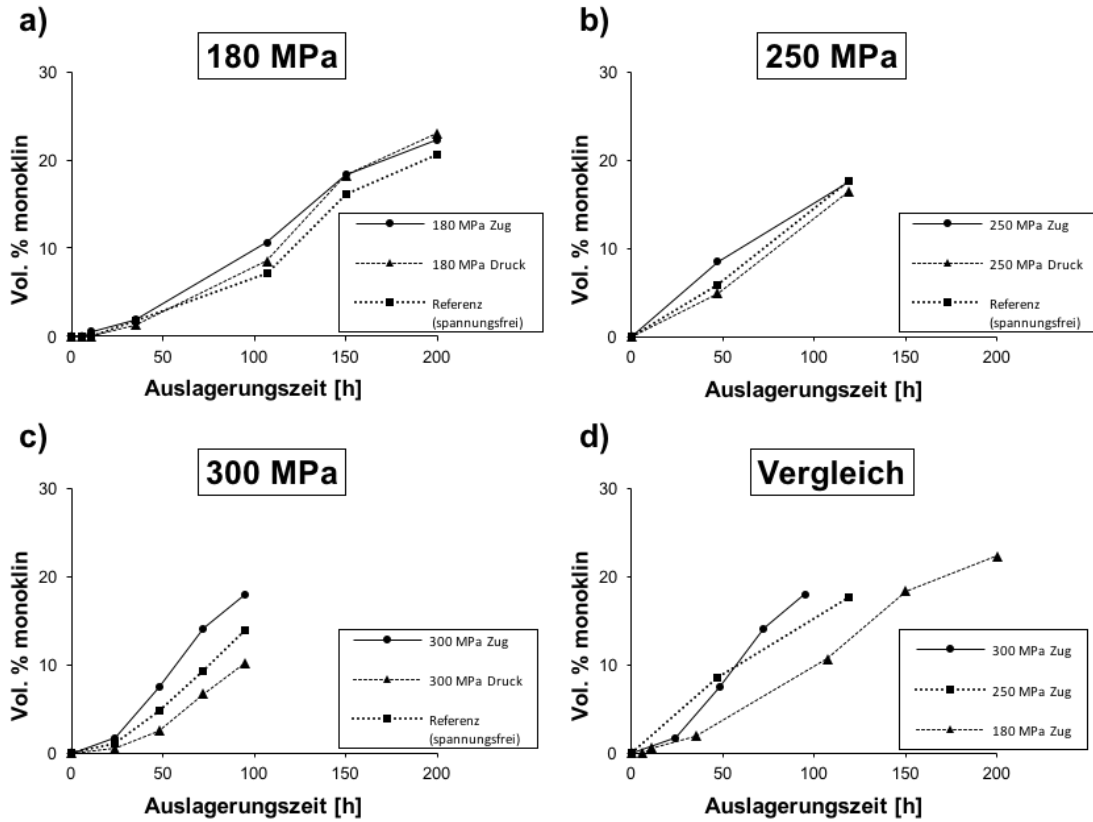 a)
180 MPa
30
20
10
0
Vol. % monoklin
180 MPa Zug
180 MPa Druck
Referenz
(spannungsfrei)
0 50 100 150 200
Auslagerungszeit [h]
b)
250 MPa
30
20
10
0
Vol. % monoklin
250 MPa Zug
250 MPa Druck
Referenz
(spannungsfrei)
0 50 100 150 200
Auslagerungszeit [h]
c)
300 MPa
30
20
10
0
Vol. % monoklin
300 MPa Zug
300 MPa Druck
Referenz
(spannungsfrei)
0 50 100 150 200
Auslagerungszeit [h]
d)
Vergleich
30
20
10
0
Vol. % monoklin
300 MPa Zug
250 MPa Zug
180 MPa Zug
0 50 100 150 200
Auslagerungszeit [h]